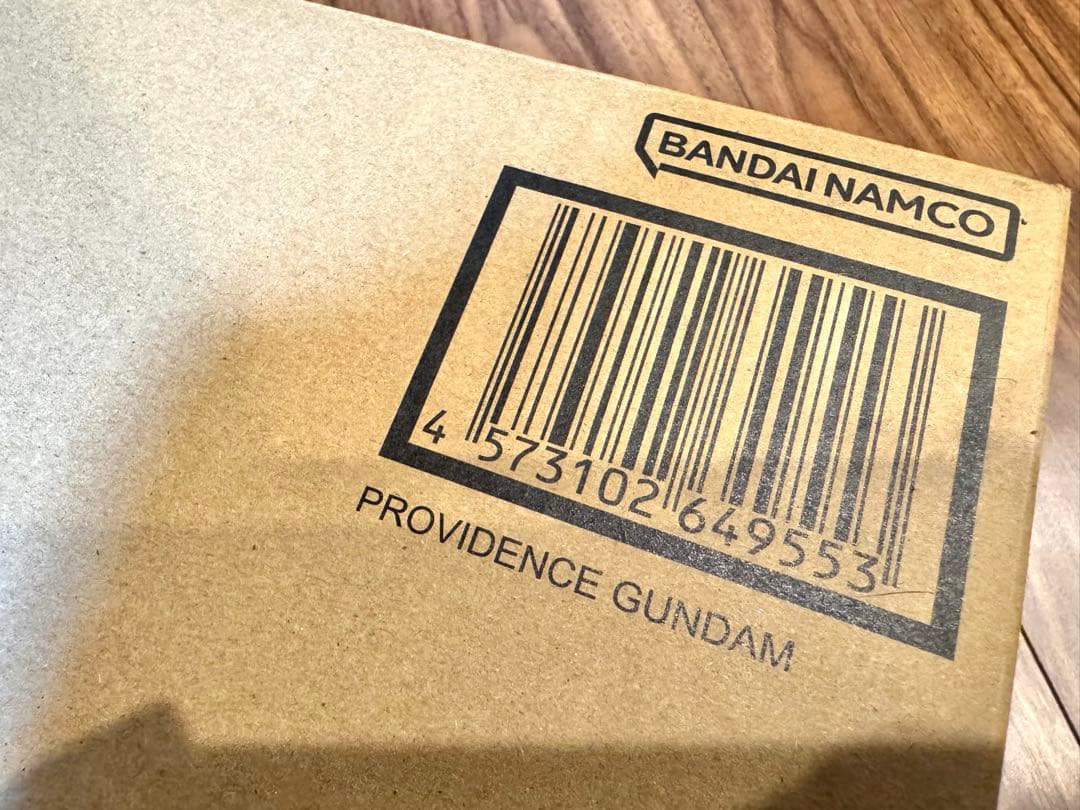 BANDAI NAMCO
4 573102 649553
PROVIDENCE GUNDAM